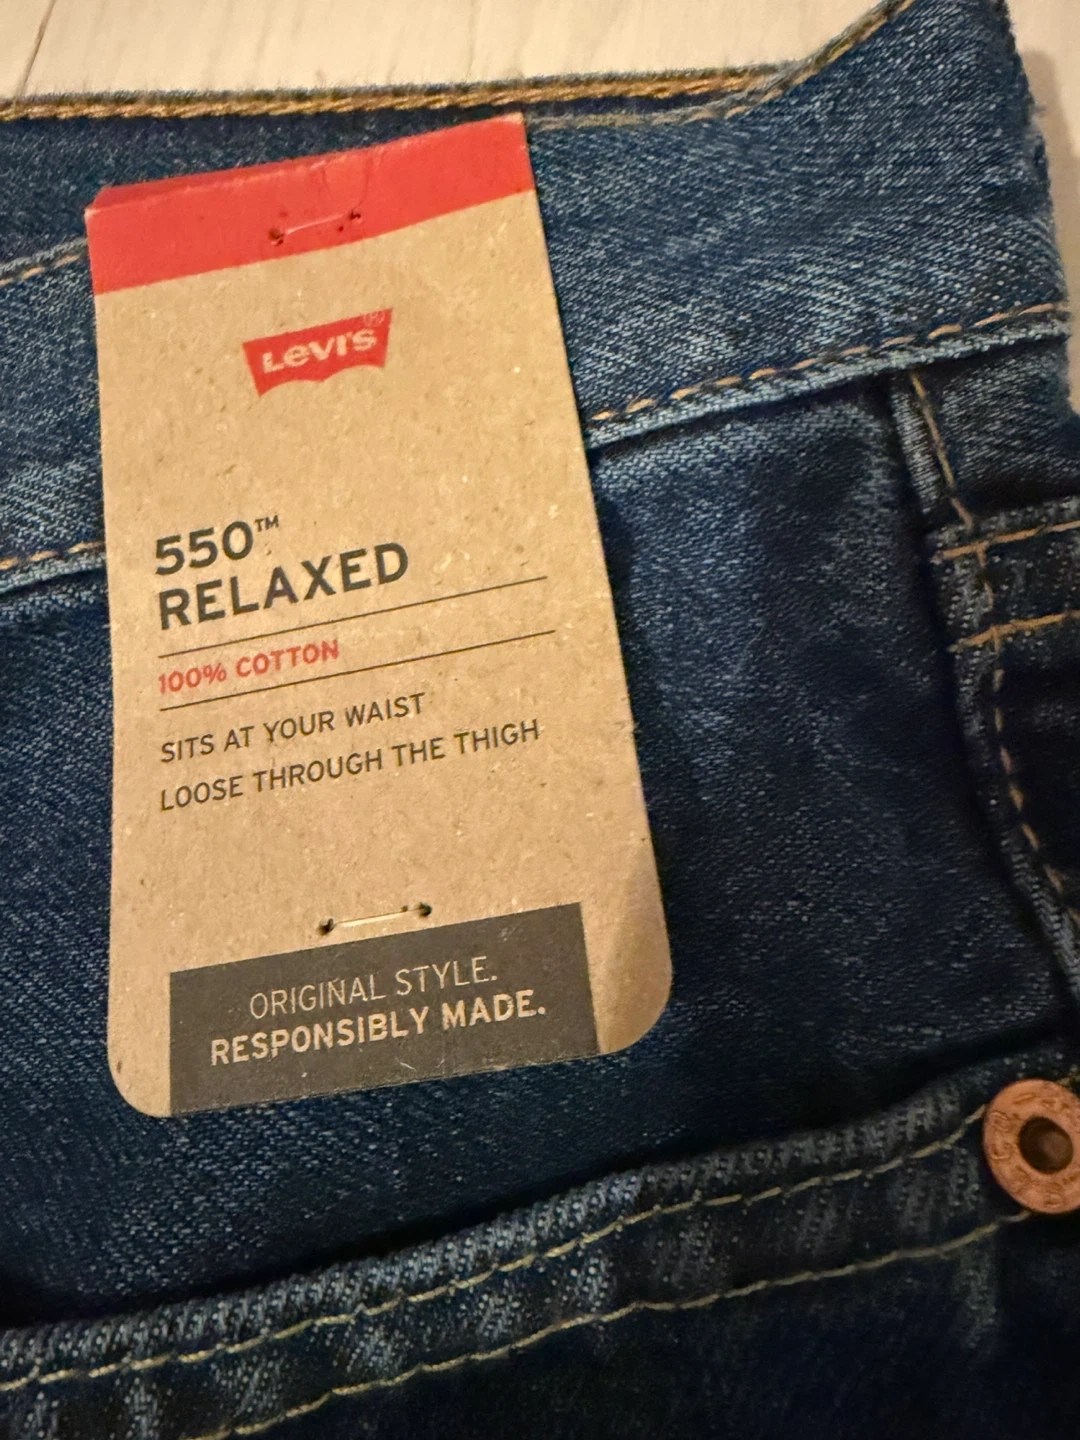 Levi's®
550™
RELAXED
100% COTTON
SITS AT YOUR WAIST
LOOSE THROUGH THE THIGH
ORIGINAL STYLE.
RESPONSIBLY MADE.